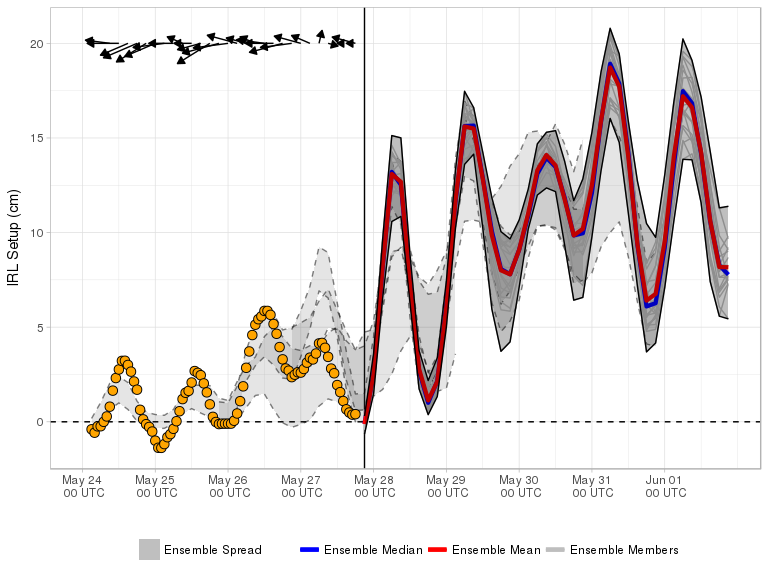 IRL Setup (cm)
20
15
10
5
0
May 24 May 25 May 26 May 27 May 28 May 29 May 30 May 31 Jun 01
00 UTC 00 UTC 00 UTC 00 UTC 00 UTC 00 UTC 00 UTC 00 UTC 00 UTC
Ensemble Spread Ensemble Median Ensemble Mean Ensemble Members